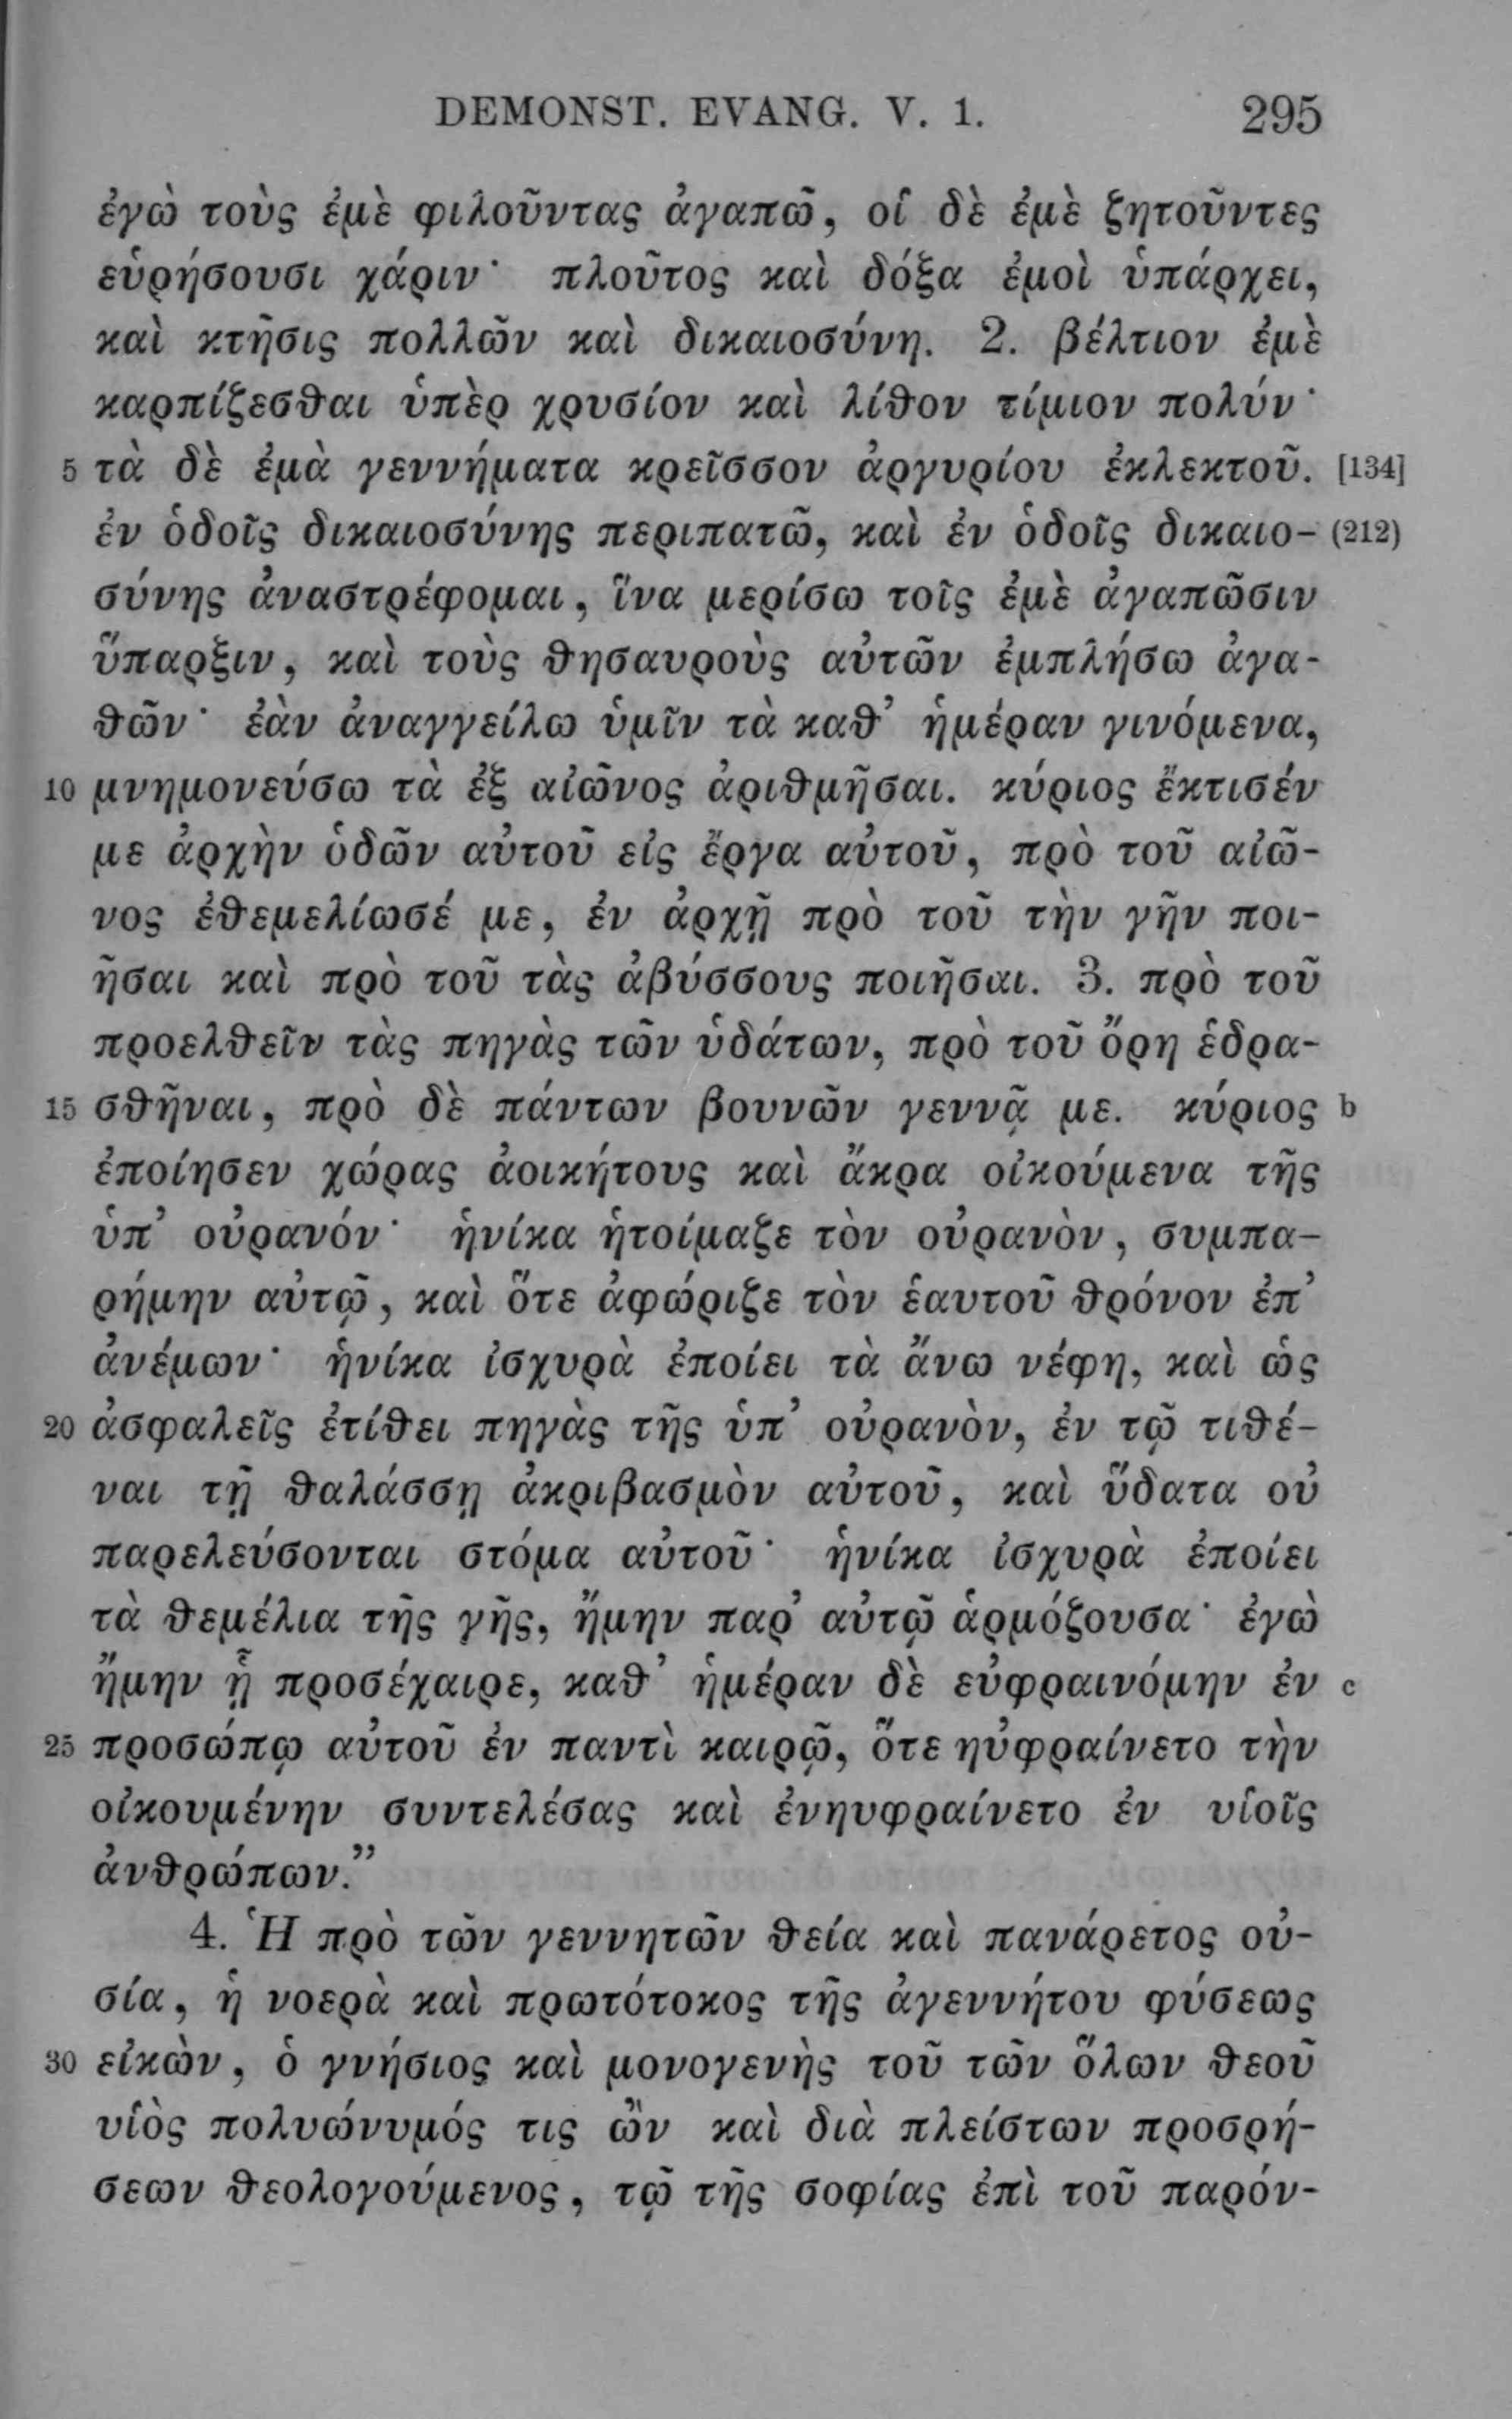 DEMONST. EVANG. V. 1. 295
ἐγὼ τοὺς ἐμὲ φιλοῦντας ἀγαπῶ, οἱ δὲ ἐμὲ ζητοῦντες
εὑρήσουσι χάριν· πλοῦτος καὶ δόξα ἐμοὶ ὑπάρχει,
καὶ κτῆσις πολλῶν καὶ δικαιοσύνη. 2. βέλτιον ἐμὲ
καρπίζεσθαι ὑπὲρ χρυσίον καὶ λίθον τίμιον πολύν·
5 τὰ δὲ ἐμὰ γεννήματα κρεῖσσον ἀργυρίου ἐκλεκτοῦ. [134]
ἐν ὁδοῖς δικαιοσύνης περιπατῶ, καὶ ἐν ὁδοῖς δικαιο- (212)
σύνης ἀναστρέφομαι, ἵνα μερίσω τοῖς ἐμὲ ἀγαπῶσιν
ὕπαρξιν, καὶ τοὺς θησαυροὺς αὐτῶν ἐμπλήσω ἀγα-
θῶν· ἐὰν ἀναγγείλω ὑμῖν τὰ καθ’ ἡμέραν γινόμενα,
10 μνημονεύσω τὰ ἐξ αἰῶνος ἀριθμῆσαι. κύριος ἔκτισέν
με ἀρχὴν ὁδῶν αὐτοῦ εἰς ἔργα αὐτοῦ, πρὸ τοῦ αἰῶ-
νος ἐθεμελίωσέ με, ἐν ἀρχῇ πρὸ τοῦ τὴν γῆν ποι-
ῆσαι καὶ πρὸ τοῦ τὰς ἀβύσσους ποιῆσαι. 3. πρὸ τοῦ
προελθεῖν τὰς πηγὰς τῶν ὑδάτων, πρὸ τοῦ ὄρη ἑδρα-
15 σθῆναι, πρὸ δὲ πάντων βουνῶν γεννᾷ με. κύριος b
ἐποίησεν χώρας ἀοικήτους καὶ ἄκρα οἰκούμενα τῆς
ὑπ’ οὐρανόν· ἡνίκα ἡτοίμαζε τὸν οὐρανὸν, συμπα-
ρήμην αὐτῷ, καὶ ὅτε ἀφώριζε τὸν ἑαυτοῦ θρόνον ἐπ’
ἀνέμων· ἡνίκα ἰσχυρὰ ἐποίει τὰ ἄνω νέφη, καὶ ὡς
20 ἀσφαλεῖς ἐτίθει πηγὰς τῆς ὑπ’ οὐρανὸν, ἐν τῷ τιθέ-
ναι τῇ θαλάσσῃ ἀκριβασμὸν αὐτοῦ, καὶ ὕδατα οὐ
παρελεύσονται στόμα αὐτοῦ· ἡνίκα ἰσχυρὰ ἐποίει
τὰ θεμέλια τῆς γῆς, ἤμην παρ’ αὐτῷ ἁρμόζουσα· ἐγὼ
ἤμην ᾗ προσέχαιρε, καθ’ ἡμέραν δὲ εὐφραινόμην ἐν c
25 προσώπῳ αὐτοῦ ἐν παντὶ καιρῷ, ὅτε ηὐφραίνετο τὴν
οἰκουμένην συντελέσας καὶ ἐνηυφραίνετο ἐν υἱοῖς
ἀνθρώπων.”
4. Ἡ πρὸ τῶν γεννητῶν θεία καὶ πανάρετος οὐ-
σία, ἡ νοερὰ καὶ πρωτότοκος τῆς ἀγεννήτου φύσεως
30 εἰκὼν, ὁ γνήσιος καὶ μονογενὴς τοῦ τῶν ὅλων θεοῦ
υἱὸς πολυώνυμός τις ὢν καὶ διὰ πλείστων προσρή-
σεων θεολογούμενος, τῷ τῆς σοφίας ἐπὶ τοῦ παρόν-